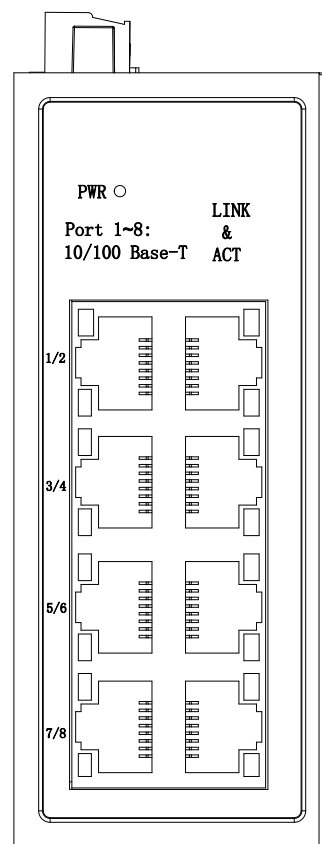 PWR
Port 1~8:
10/100 Base-T
LINK
&
ACT
1/2
3/4
5/6
7/8